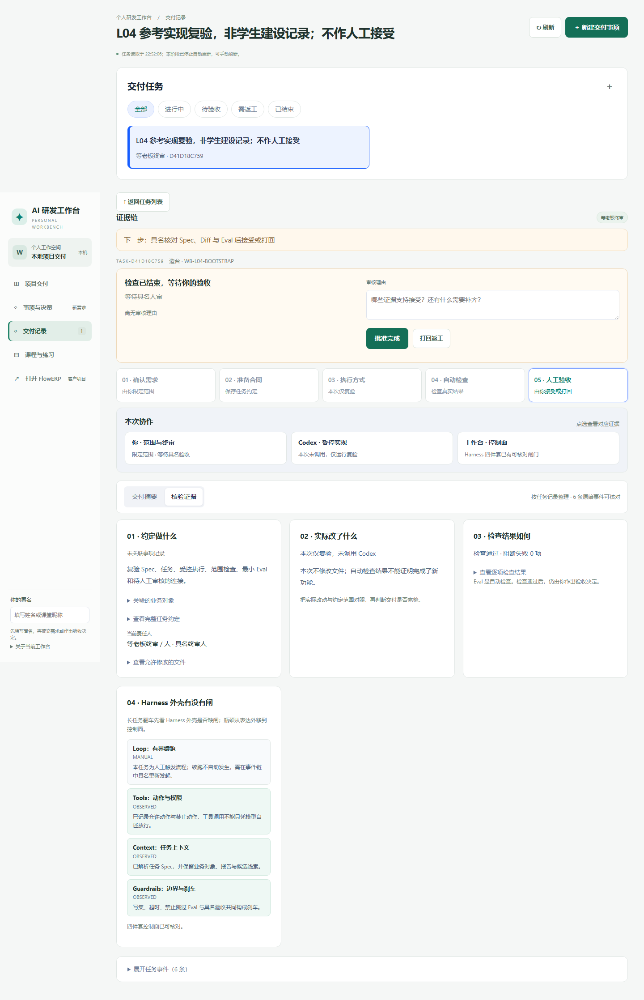 个人研发工作台 / 交付记录
L04 参考实现复验，非学生建设记录；不作人工接受
↻ 刷新
+ 新建交付事项
任务读取于 22:52:06；本阶段已停止自动更新，可手动刷新。
交付任务
+
全部
进行中
待验收
需返工
已结束
L04 参考实现复验，非学生建设记录；不作人工接受
等老板终审 · D41D18C759
AI 研发工作台
PERSONAL
WORKBENCH
W
个人工作空间
本地项目交付
本机
项目交付
事项与决策 新需求
交付记录 1
课程与练习
打开 FlowERP 客户项目
你的署名
填写姓名或课堂昵称
先填写署名，再提交需求或作出验收决
定。
关于当前工作台
↑ 返回任务列表
证据链
等老板终审
下一步：具名核对 Spec、Diff 与 Eval 后接受或打回
TASK-D41D18C759 造台 · WB-L04-BOOTSTRAP
检查已结束，等待你的验收
等待具名人审
尚无审核理由
审核理由
哪些证据支持接受？还有什么需要补齐？
批准完成
打回返工
01 · 确认需求
由你限定范围
02 · 准备合同
保存任务约定
03 · 执行方式
本次仅复验
04 · 自动检查
检查真实结果
05 · 人工验收
由你接受或打回
本次协作
点选查看对应证据
你 · 范围与终审
限定范围 · 等待具名验收
Codex · 受控实现
本次未调用，仅运行复验
工作台 · 控制面
Harness 四件套已有可核对闸门
交付摘要
核验证据
按任务记录整理 · 6 条原始事件可核对
01 · 约定做什么
未关联事项记录
复验 Spec、任务、受控执行、范围检查、最小 Eval
和待人工审核的连接。
关联的业务对象
查看完整任务约定
当前责任人
等老板终审 / 人 · 具名终审人
查看允许修改的文件
02 · 实际改了什么
本次仅复验，未调用 Codex
本次不修改文件；自动检查结果不能证明完成了新
功能。
把实际改动与约定范围对照，再判断交付是否完整。
03 · 检查结果如何
检查通过 · 阻断失败 0 项
查看逐项检查结果
Eval 是自动检查。检查通过后，仍由你作出验收决定。
04 · Harness 外壳有没有闸
长任务翻车先看 Harness 外壳是否缺闸；瓶颈从表达外移到
控制面。
Loop：有界续跑
MANUAL
本任务为人工触发流程；续跑不自动发生，需在事件链
中具名重新发起。
Tools：动作与权限
OBSERVED
已记录允许动作与禁止动作，工具调用不能只凭模型自
述放行。
Context：任务上下文
OBSERVED
已解析任务 Spec，并保留业务对象、报告与候选线索。
Guardrails：边界与刹车
OBSERVED
写集、超时、禁止跳过 Eval 与具名验收共同构成刹车。
四件套控制面已可核对。
展开任务事件（6 条）